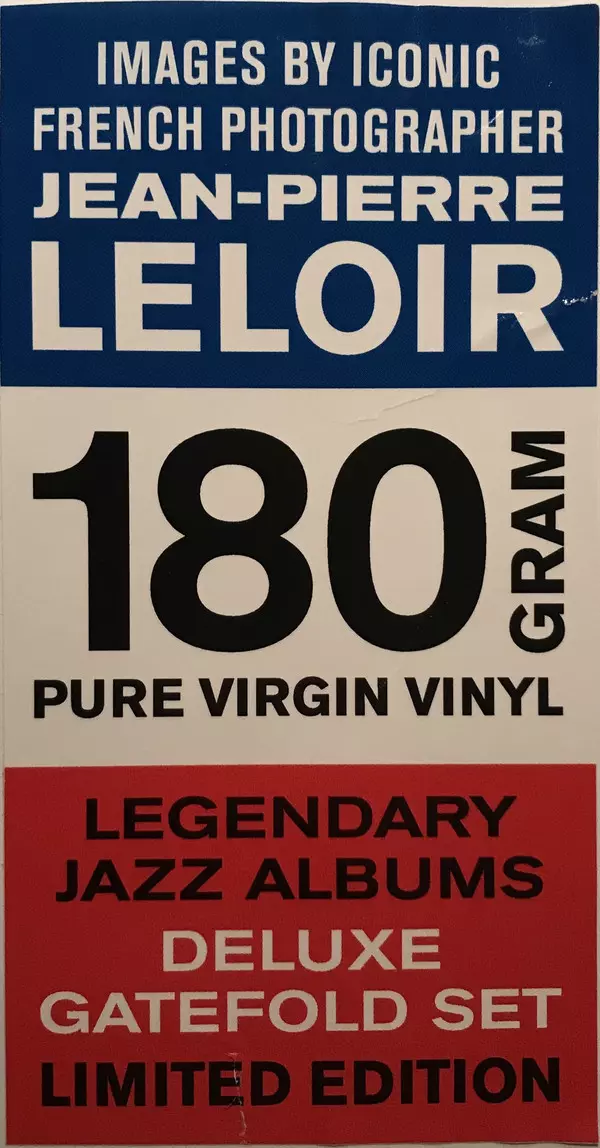 IMAGES BY ICONIC
FRENCH PHOTOGRAPHER
JEAN-PIERRE
LELOIR
180
GRAM
PURE VIRGIN VINYL
LEGENDARY
JAZZ ALBUMS
DELUXE
GATEFOLD SET
LIMITED EDITION